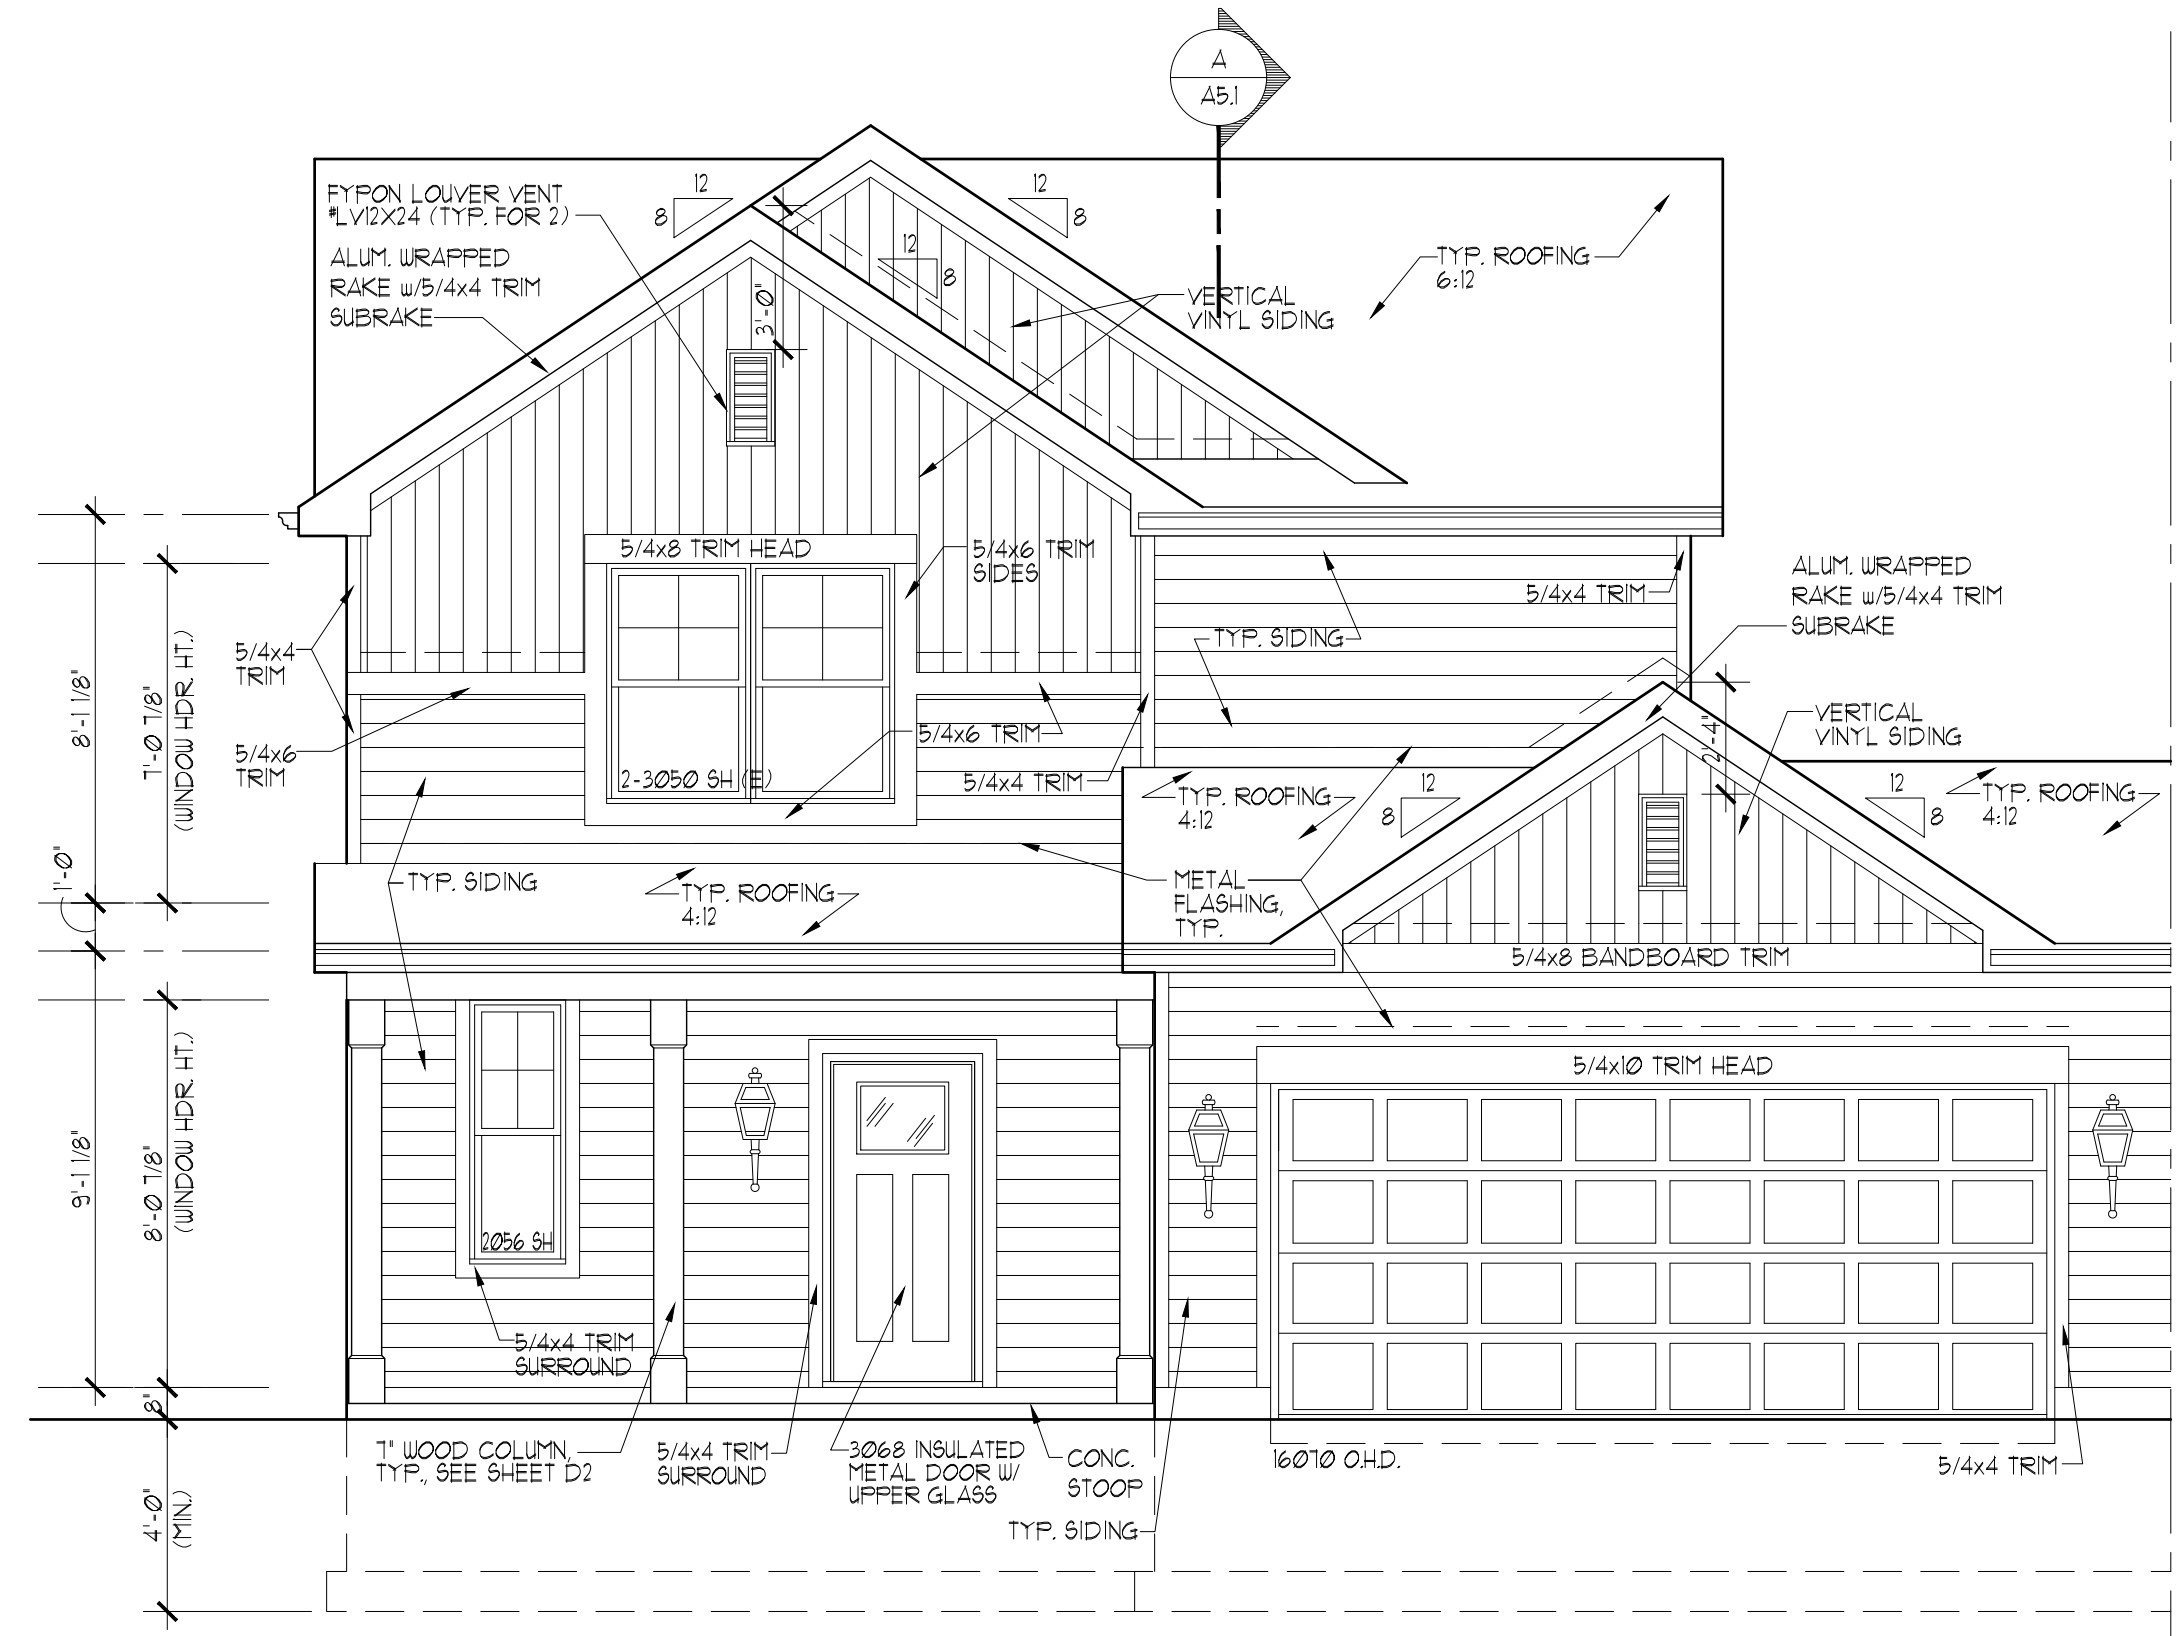 A
A5.1
FYPON LOUVER VENT
#LV12X24 (TYP. FOR 2)
12
8
12
8
12
8
ALUM. WRAPPED
RAKE w/5/4x4 TRIM
SUBRAKE
3'-0"
TYP. ROOFING
6:12
VERTICAL
VINYL SIDING
5/4x8 TRIM HEAD
5/4x6 TRIM
SIDES
5/4x4 TRIM
ALUM. WRAPPED
RAKE w/5/4x4 TRIM
SUBRAKE
TYP. SIDING
5/4x4
TRIM
8'-1 1/8"
7'-0 7/8"
(WINDOW HDR. HT.)
5/4x6
TRIM
5/4x6 TRIM
2-3050 SH (E)
5/4x4 TRIM
VERTICAL
VINYL SIDING
2'-4"
TYP. ROOFING
4:12
12
8
12
8
TYP. ROOFING
4:12
1'-0"
TYP. SIDING
TYP. ROOFING
4:12
METAL
FLASHING,
TYP.
5/4x8 BANDBOARD TRIM
5/4x10 TRIM HEAD
9'-1 1/8"
8'-0 7/8"
(WINDOW HDR. HT.)
2056 SH
5/4x4 TRIM
SURROUND
8"
7" WOOD COLUMN,
TYP., SEE SHEET D2
5/4x4 TRIM
SURROUND
3068 INSULATED
METAL DOOR W/
UPPER GLASS
CONC.
STOOP
16070 O.H.D.
5/4x4 TRIM
TYP. SIDING
4'-0"
(MIN.)